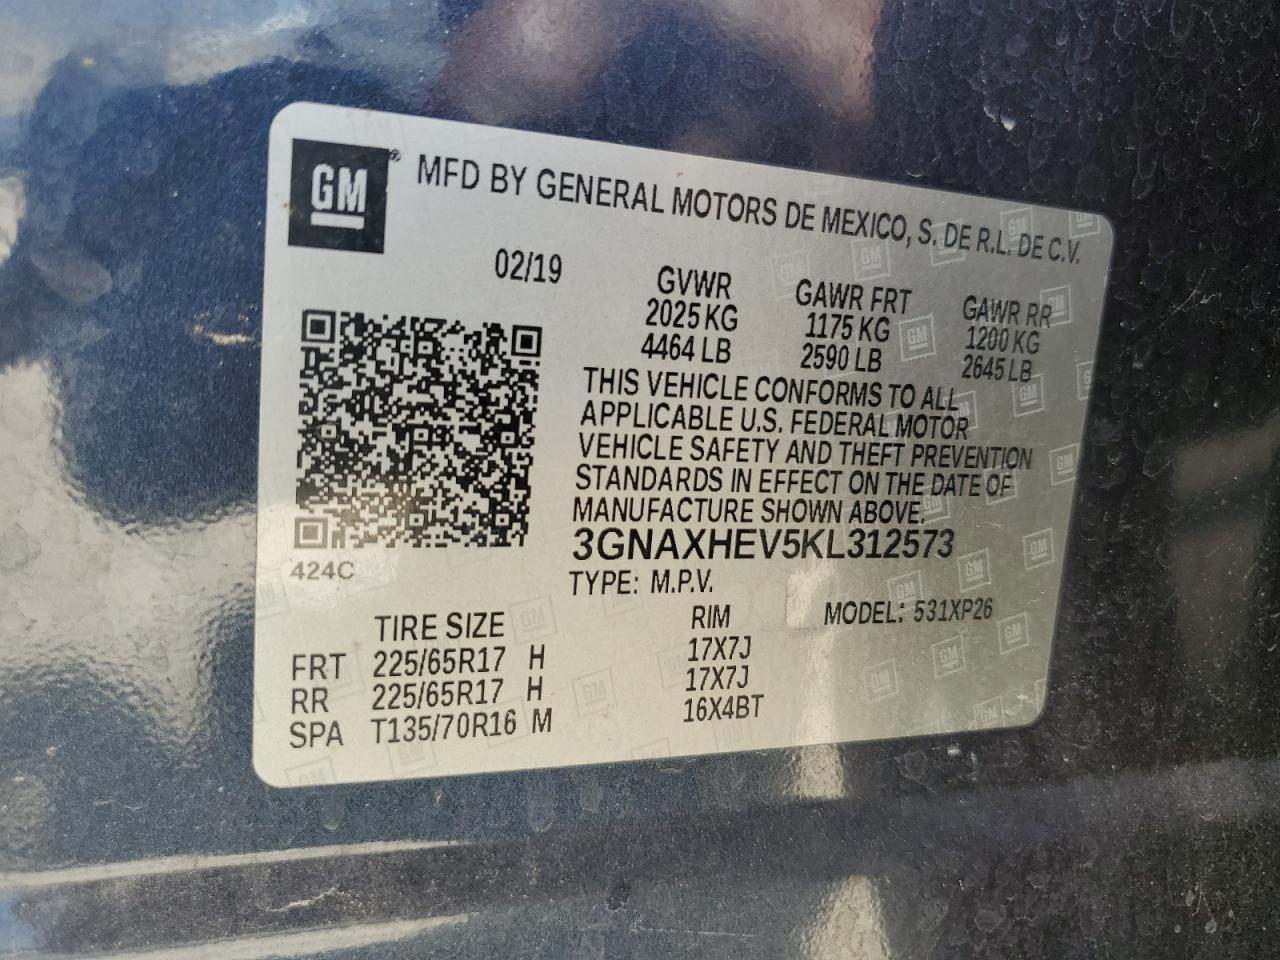 GM® MFD BY GENERAL MOTORS DE MEXICO, S. DE R.L. DE C.V.
02/19 GVWR GAWR FRT GAWR RR
2025 KG 1175 KG 1200 KG
4464 LB 2590 LB 2645 LB
THIS VEHICLE CONFORMS TO ALL
APPLICABLE U.S. FEDERAL MOTOR
VEHICLE SAFETY AND THEFT PREVENTION
STANDARDS IN EFFECT ON THE DATE OF
MANUFACTURE SHOWN ABOVE.
3GNAXHEV5KL312573
424C
TYPE: M.P.V. MODEL: 531XP26
TIRE SIZE RIM
FRT 225/65R17 H 17X7J
RR 225/65R17 H 17X7J
SPA T135/70R16 M 16X4BT